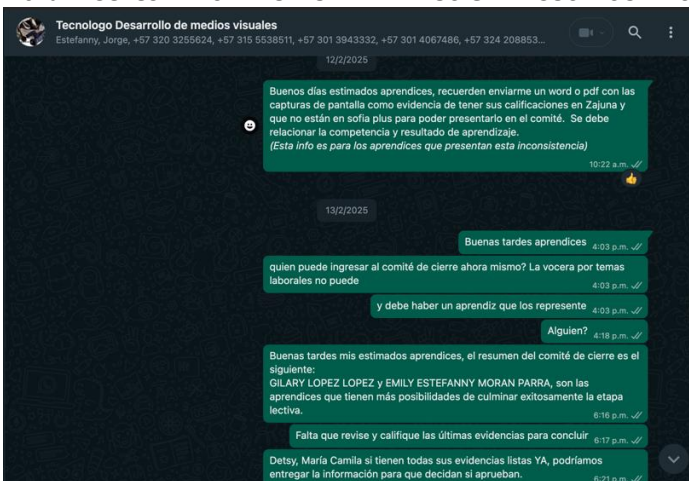 Tecnologo Desarrollo de medios visuales
Estefanny, Jorge, +57 320 3255624, +57 315 5538511, +57 301 3943332, +57 301 4067486, +57 324 208853...
12/2/2025
Buenos días estimados aprendices, recuerden enviarme un word o pdf con las
capturas de pantalla como evidencia de tener sus calificaciones en Zajuna y
que no están en sofia plus para poder presentarlo en el comité. Se debe
relacionar la competencia y resultado de aprendizaje.
(Esta info es para los aprendices que presentan esta inconsistencia)
10:22 a.m.
13/2/2025
Buenas tardes aprendices 4:03 p.m.
quien puede ingresar al comité de cierre ahora mismo? La vocera por temas
laborales no puede 4:03 p.m.
y debe haber un aprendiz que los represente 4:03 p.m.
Alguien? 4:18 p.m.
Buenas tardes mis estimados aprendices, el resumen del comité de cierre es el
siguiente:
GILARY LOPEZ LOPEZ y EMILY ESTEFANNY MORAN PARRA, son las
aprendices que tienen más posibilidades de culminar exitosamente la etapa
lectiva. 6:16 p.m.
Falta que revise y califique las últimas evidencias para concluir 6:17 p.m.
Detsy, María Camila si tienen todas sus evidencias listas YA, podríamos
entregar la información para que decidan si aprueban. 6:21 p.m.